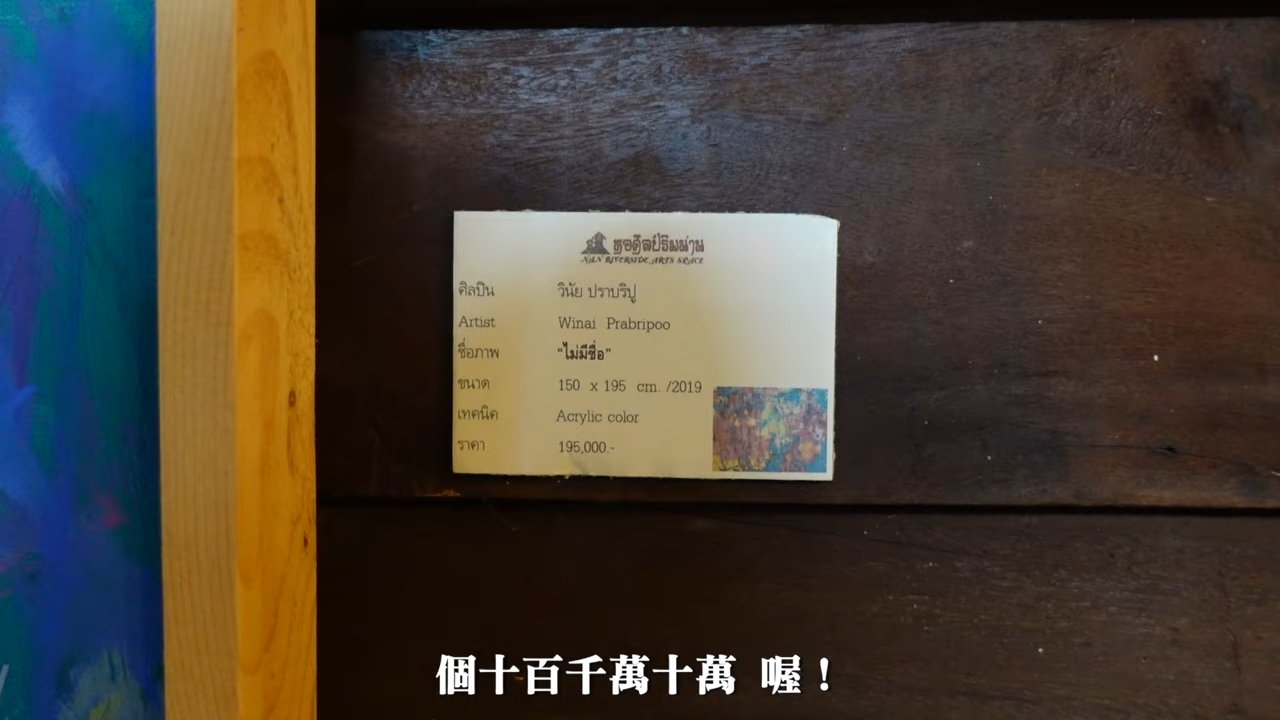 หอศิลป์ริมน่าน
NAN RIVERSIDE ARTS SPACE
ศิลปิน วินัย ปราบริปู
Artist Winai Prabripoo
ชื่อภาพ "ไม่มีชื่อ"
ขนาด 150 x 195 cm. /2019
เทคนิค Acrylic color
ราคา 195,000.-
個十百千萬十萬 喔！